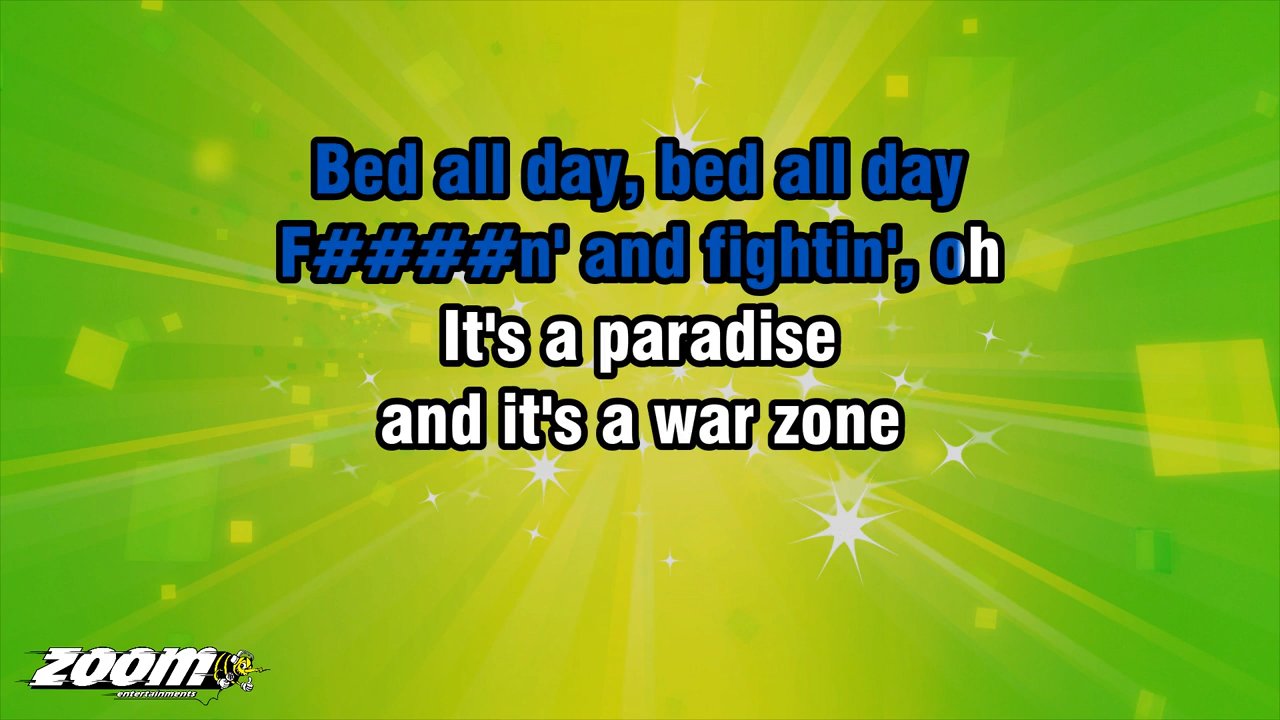 Bed all day, bed all day
F####n' and fightin', oh
It's a paradise
and it's a war zone
zoom
entertainments